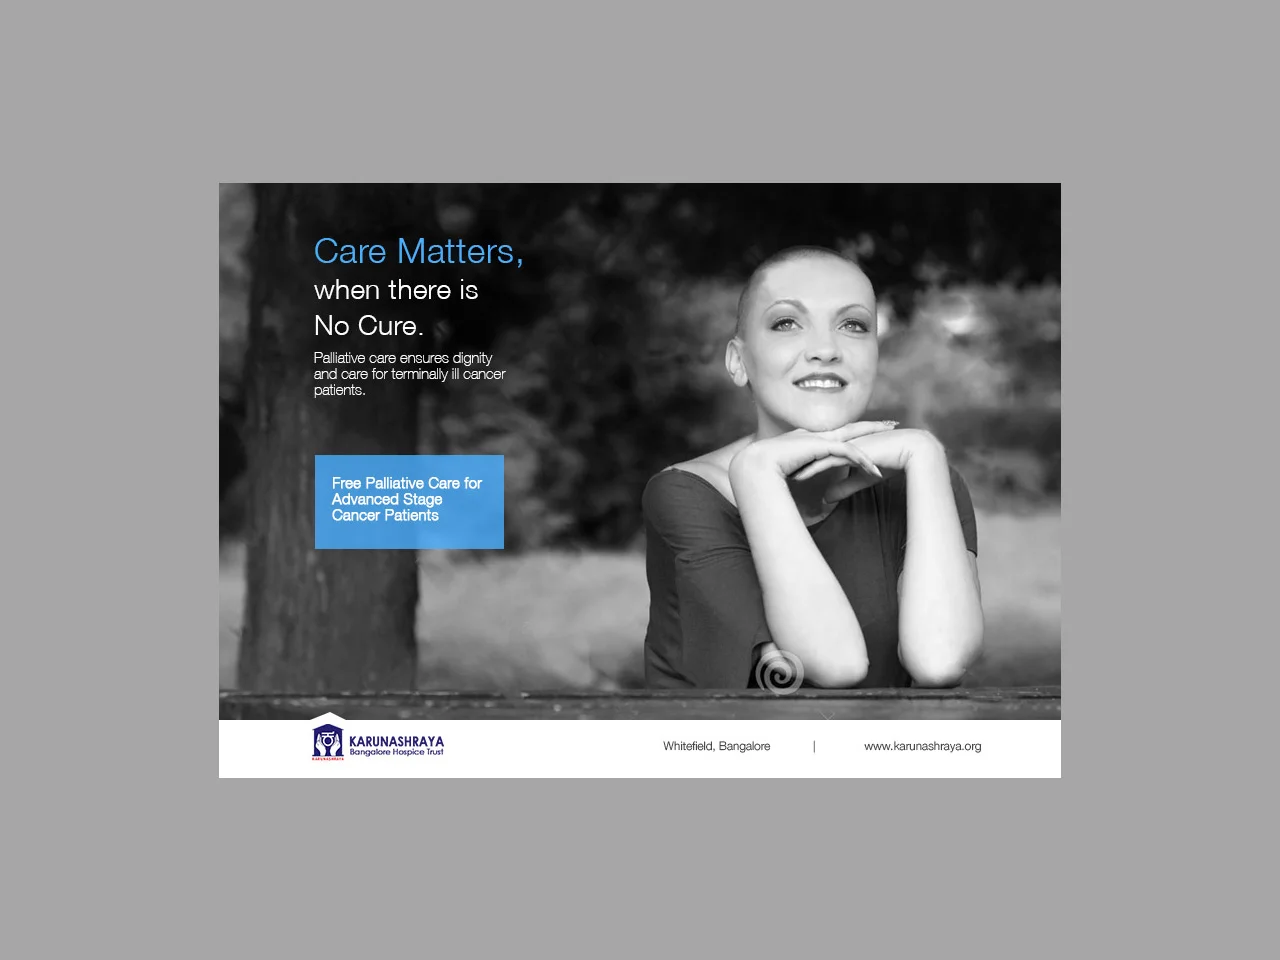 Care Matters,
when there is
No Cure.
Palliative care ensures dignity
and care for terminally ill cancer
patients.
Free Palliative Care for
Advanced Stage
Cancer Patients
KARUNASHRAYA
Bangalore Hospice Trust
KARUNASHRAYA
Whitefield, Bangalore | www.karunashraya.org